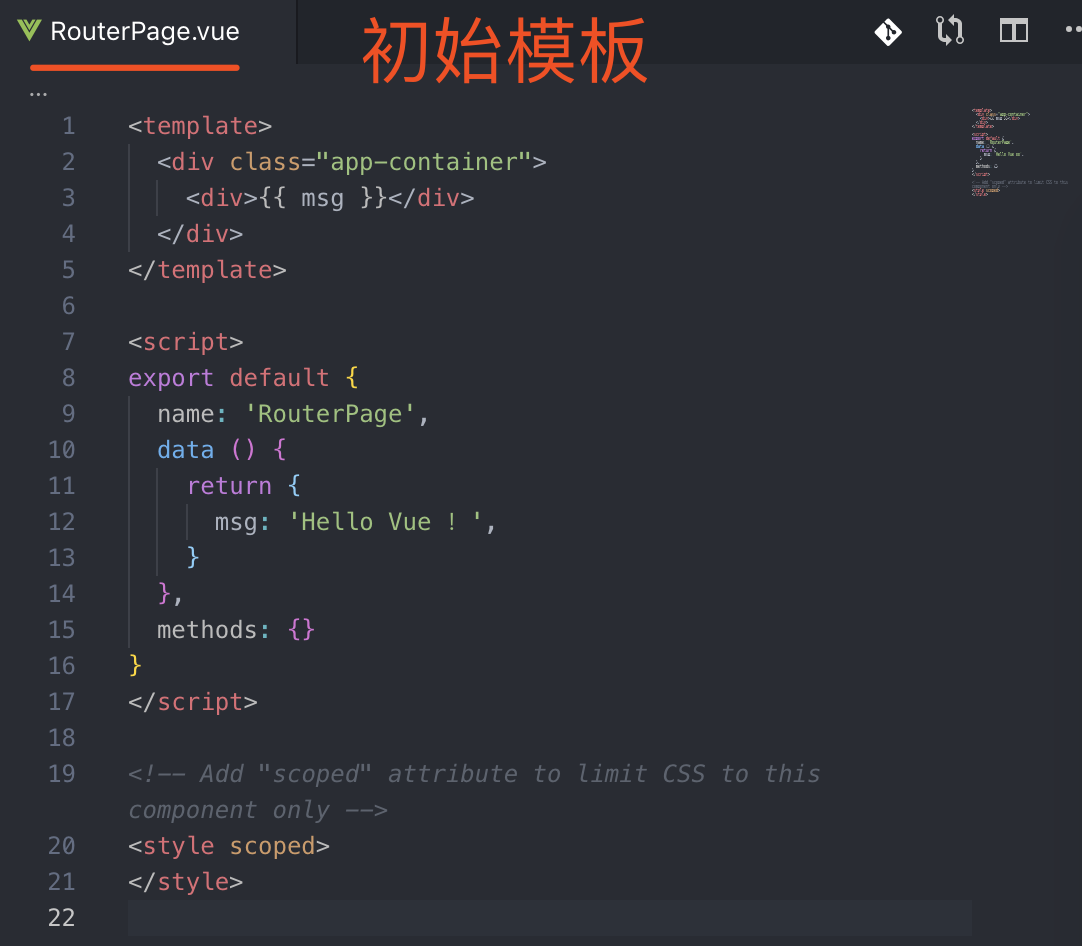 RouterPage.vue
初始模板
...
1 <template>
2   <div class="app-container">
3     <div>{{ msg }}</div>
4   </div>
5 </template>
6
7 <script>
8 export default {
9   name: 'RouterPage',
10   data () {
11     return {
12       msg: 'Hello Vue ! ',
13     }
14   },
15   methods: {}
16 }
17 </script>
18
19 <!-- Add "scoped" attribute to limit CSS to this
component only -->
20 <style scoped>
21 </style>
22